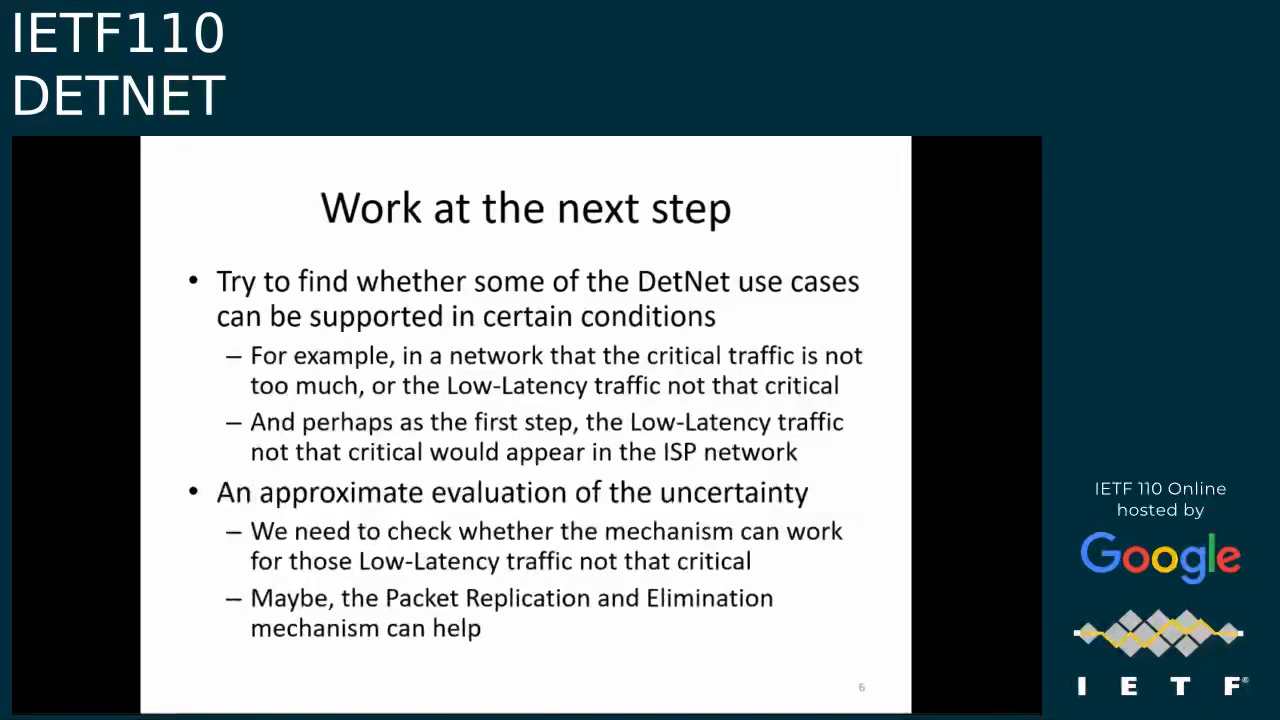 IETF110
DETNET
Work at the next step
• Try to find whether some of the DetNet use cases
can be supported in certain conditions
– For example, in a network that the critical traffic is not
too much, or the Low-Latency traffic not that critical
– And perhaps as the first step, the Low-Latency traffic
not that critical would appear in the ISP network
• An approximate evaluation of the uncertainty
– We need to check whether the mechanism can work
for those Low-Latency traffic not that critical
– Maybe, the Packet Replication and Elimination
mechanism can help
6
IETF 110 Online
hosted by
Google
I E T F®